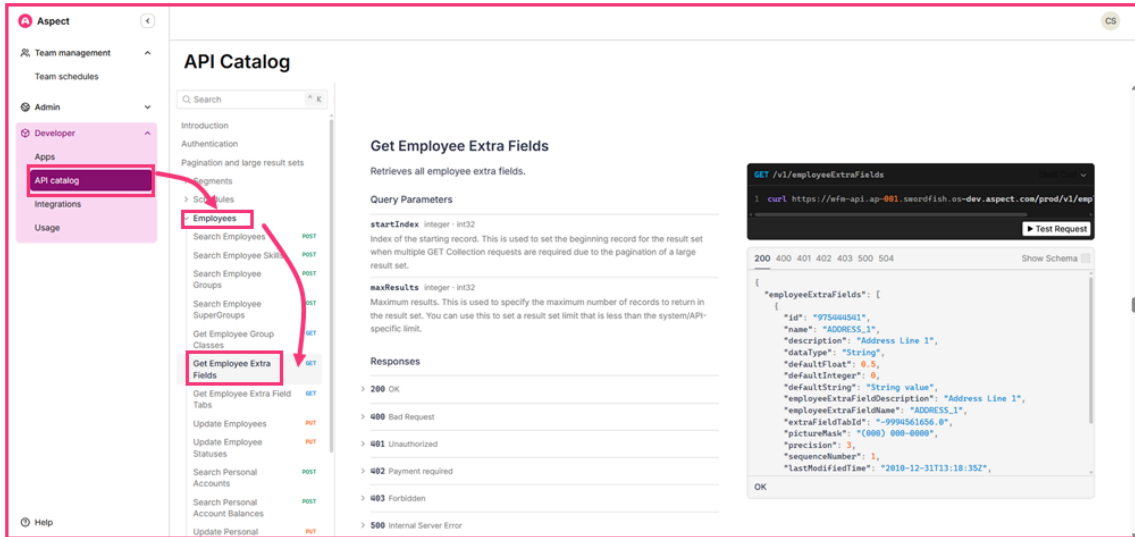 Aspect
CS
Team management
Team schedules
Admin
Developer
Apps
API catalog
Integrations
Usage
Help
API Catalog
Search
^ K
Introduction
Authentication
Pagination and large result sets
Segments
Schedules
Employees
Search Employees POST
Search Employee Skills POST
Search Employee POST
Groups
Search Employee POST
SuperGroups
Get Employee Group GET
Classes
Get Employee Extra GET
Fields
Get Employee Extra Field GET
Tabs
Update Employees PUT
Update Employee PUT
Statuses
Search Personal POST
Accounts
Search Personal POST
Account Balances
Update Personal PUT
Get Employee Extra Fields
Retrieves all employee extra fields.
Query Parameters
startIndex integer · int32
Index of the starting record. This is used to set the beginning record for the result set
when multiple GET Collection requests are required due to the pagination of a large
result set.
maxResults integer · int32
Maximum results. This is used to specify the maximum number of records to return in
the result set. You can use this to set a result set limit that is less than the system/API-
specific limit.
Responses
200 OK
400 Bad Request
401 Unauthorized
402 Payment required
403 Forbidden
500 Internal Server Error
GET /v1/employeeExtraFields
1 curl https://wfm-api.ap-001.swordfish.os-dev.aspect.com/prod/v1/emp
Test Request
200 400 401 402 403 500 504 Show Schema
{
"employeeExtraFields": [
{
"id": "975444541",
"name": "ADDRESS_1",
"description": "Address Line 1",
"dataType": "String",
"defaultFloat": 0.5,
"defaultInteger": 0,
"defaultString": "String value",
"employeeExtraFieldDescription": "Address Line 1",
"employeeExtraFieldName": "ADDRESS_1",
"extraFieldTabId": "-9994561656.0",
"pictureMask": "(000) 000-0000",
"precision": 3,
"sequenceNumber": 1,
"lastModifiedTime": "2010-12-31T13:18:35Z",
OK